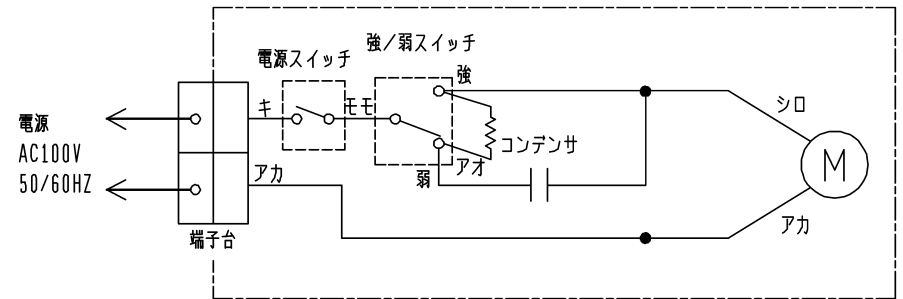 強/弱スイッチ
電源スイッチ
強
キ
モモ
シロ
電源
AC100V
50/60HZ
コンデンサ
M
アカ
弱
アオ
アカ
端子台